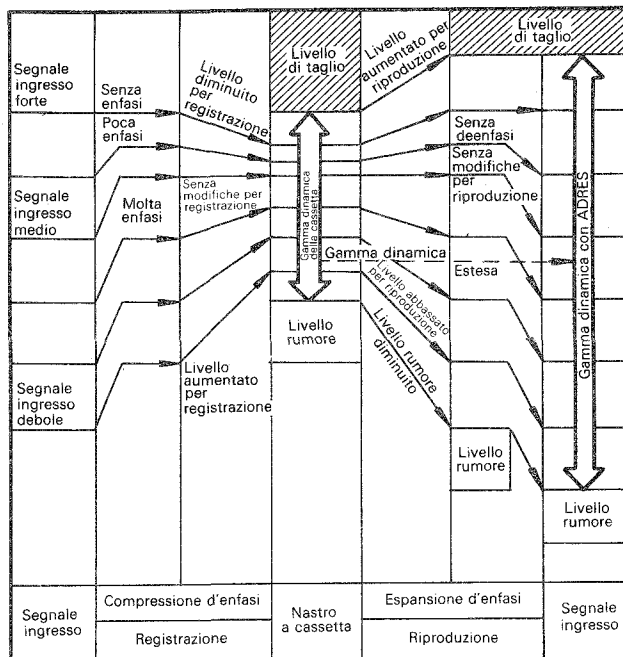 Segnale
ingresso
forte
Senza
enfasi
Poca
enfasi
Livello
diminuito
per
registrazione
Livello
di taglio
Livello
aumentato per
riproduzione
Livello
di taglio
Segnale
ingresso
medio
Molta
enfasi
Senza
modifiche per
registrazione
Gamma dinamica
della cassetta
Senza
deenfasi
Senza
modifiche
per
riproduzione
Gamma dinamica
Estesa
Gamma dinamica con ADRES
Segnale
ingresso
debole
Livello
aumentato
per
registrazione
Livello
rumore
Livello abbassato
per riproduzione
Livello rumore
diminuito
Livello
rumore
Livello
rumore
Segnale
ingresso
Compressione d'enfasi
Registrazione
Nastro
a cassetta
Espansione d'enfasi
Riproduzione
Segnale
ingresso